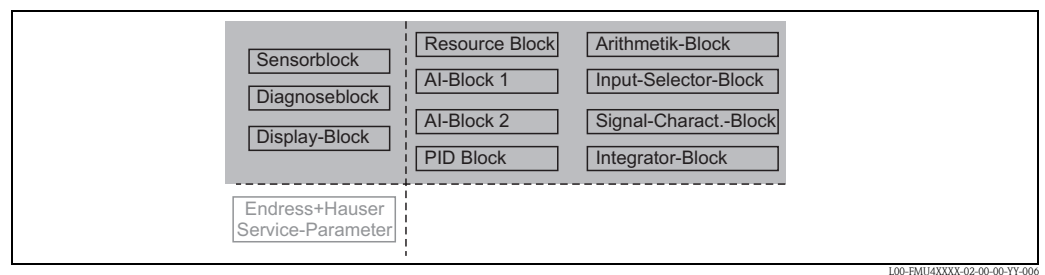 Sensorblock
Diagnoseblock
Display-Block
Resource Block
AI-Block 1
AI-Block 2
PID Block
Arithmetik-Block
Input-Selector-Block
Signal-Charact.-Block
Integrator-Block
Endress+Hauser
Service-Parameter
L00-FMU4XXXX-02-00-00-YY-006